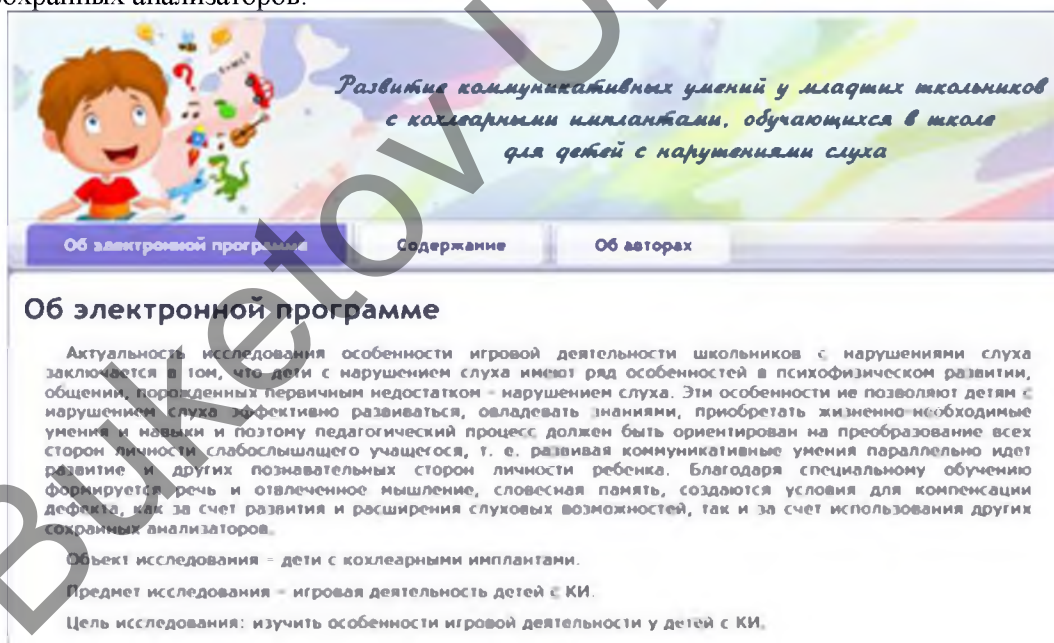 сохранных анализаторов.
Развитие коммуникативных умений у младших школьников
с кохлеарными имплантами, обучающихся в школе
для детей с нарушениями слуха
Об электронной программе
Содержание
Об авторах
Об электронной программе
Актуальность исследования особенности игровой деятельности школьников с нарушениями слуха
заключается в том, что дети с нарушением слуха имеют ряд особенностей в психофизическом развитии,
общении, порожденных первичным недостатком - нарушением слуха. Эти особенности не позволяют детям с
нарушением слуха эффективно развиваться, овладевать знаниями, приобретать жизненно-необходимые
умения и навыки и поэтому педагогический процесс должен быть ориентирован на преобразование всех
сторон личности слабослышащего учащегося, т. е. развивая коммуникативные умения параллельно идет
развитие и других познавательных сторон личности ребенка. Благодаря специальному обучению
формируется речь и отвлеченное мышление, словесная память, создаются условия для компенсации
дефекта, как за счет развития и расширения слуховых возможностей, так и за счет использования других
сохранных анализаторов.
Объект исследования - дети с кохлеарными имплантами.
Предмет исследования - игровая деятельность детей с КИ.
Цель исследования: изучить особенности игровой деятельности у детей с КИ.
Buketov U